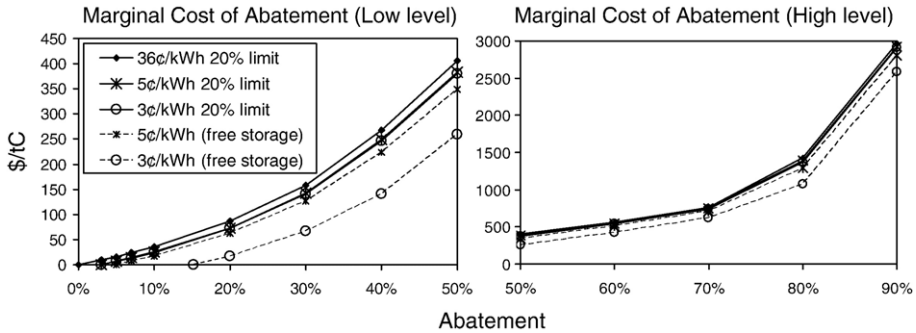 Marginal Cost of Abatement (Low level)
450
400
350
300
250
200
150
100
50
0
$/tC
36¢/kWh 20% limit
5¢/kWh 20% limit
3¢/kWh 20% limit
5¢/kWh (free storage)
3¢/kWh (free storage)
0% 10% 20% 30% 40% 50%
Marginal Cost of Abatement (High level)
3000
2500
2000
1500
1000
500
0
50% 60% 70% 80% 90%
Abatement